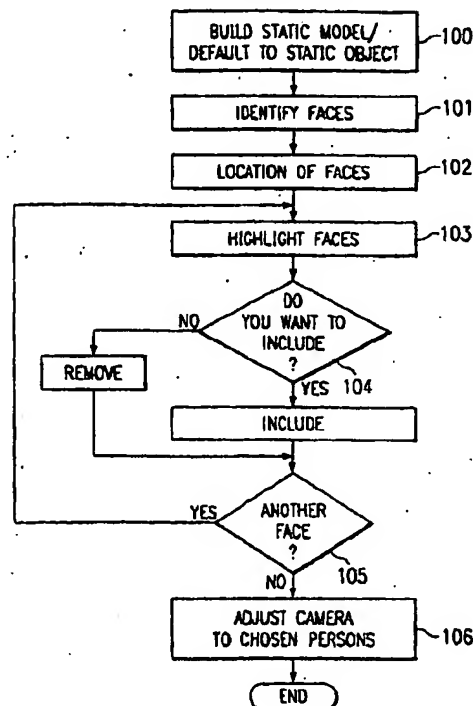 BUILD STATIC MODEL/
DEFAULT TO STATIC OBJECT
100
IDENTIFY FACES
101
LOCATION OF FACES
102
HIGHLIGHT FACES
103
DO
YOU WANT TO
INCLUDE
?
NO
104
YES
REMOVE
INCLUDE
YES
ANOTHER
FACE
?
105
NO
ADJUST CAMERA
TO CHOSEN PERSONS
106
END